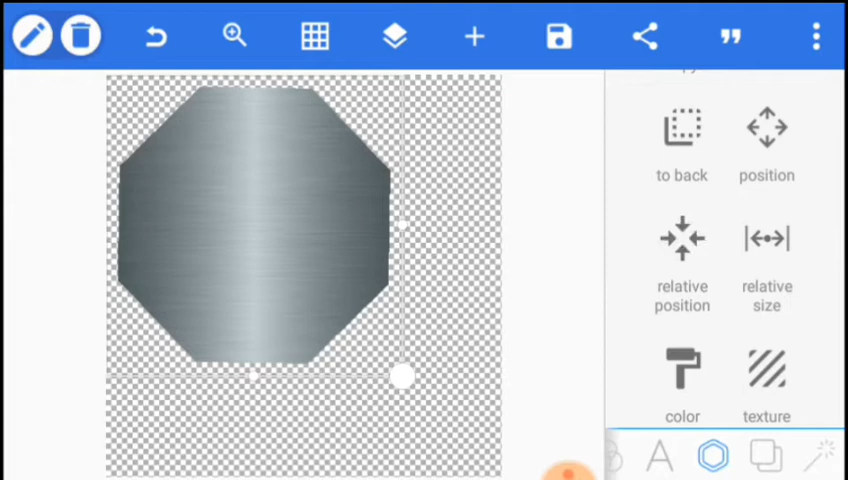 to back
position
relative
position
relative
size
color
texture